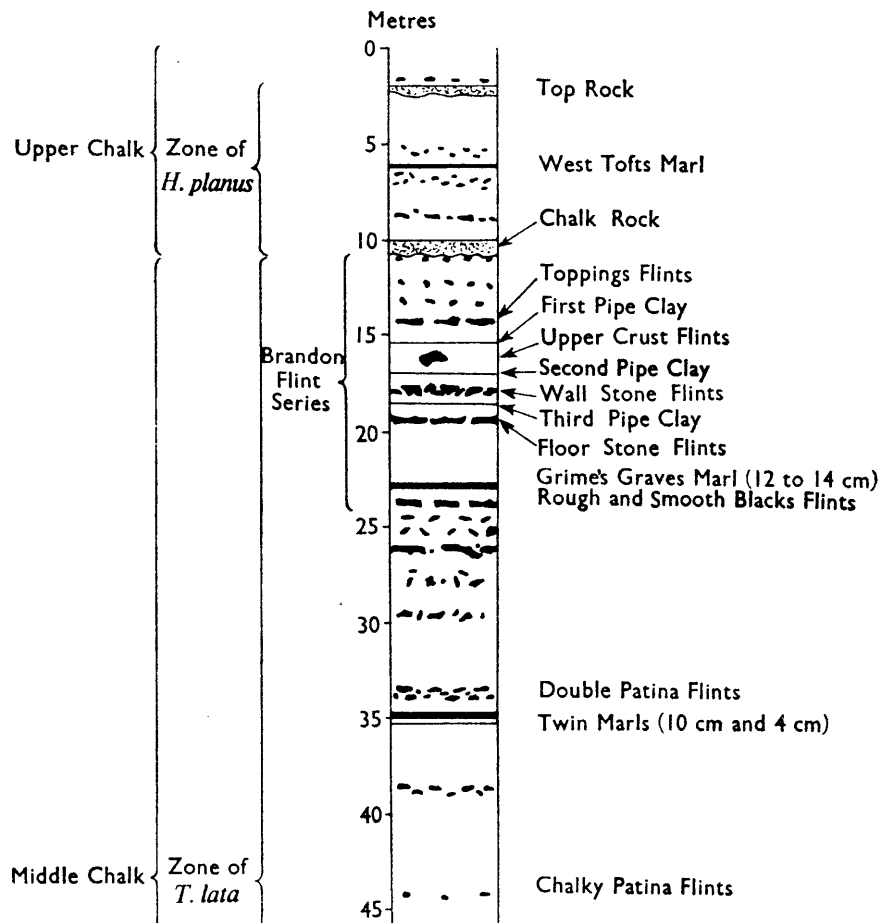 Metres
0
Top Rock
5
Upper Chalk
Zone of
H. planus
West Tofts Marl
Chalk Rock
10
Toppings Flints
First Pipe Clay
15
Upper Crust Flints
Brandon
Flint
Series
Second Pipe Clay
Wall Stone Flints
Third Pipe Clay
20
Floor Stone Flints
Grime's Graves Marl (12 to 14 cm)
Rough and Smooth Blacks Flints
25
30
Double Patina Flints
35
Twin Marls (10 cm and 4 cm)
40
Middle Chalk
Zone of
T. lata
Chalky Patina Flints
45